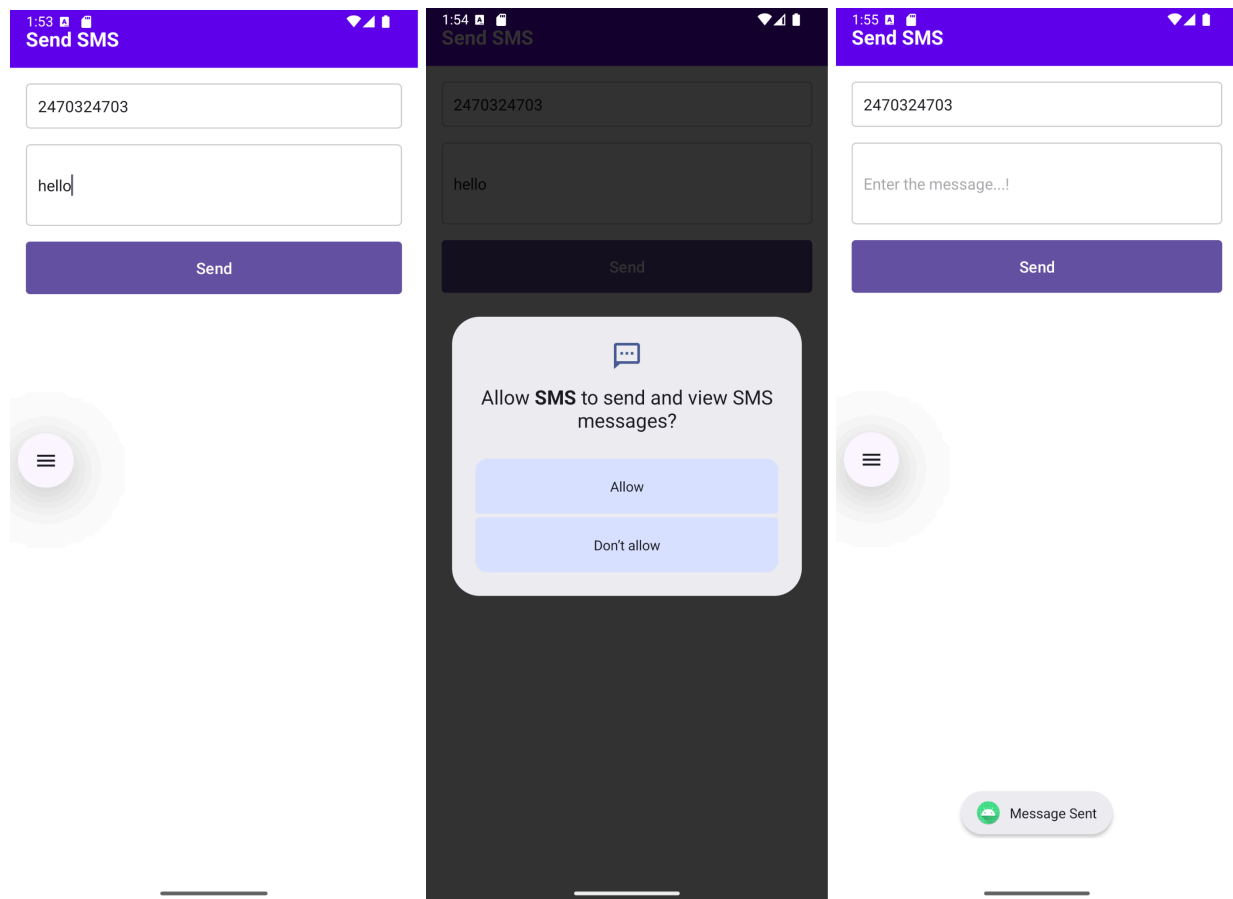 1:53
Send SMS
2470324703
hello
Send
1:54
Send SMS
2470324703
hello
Send
Allow SMS to send and view SMS
messages?
Allow
Don't allow
1:55
Send SMS
2470324703
Enter the message...!
Send
Message Sent